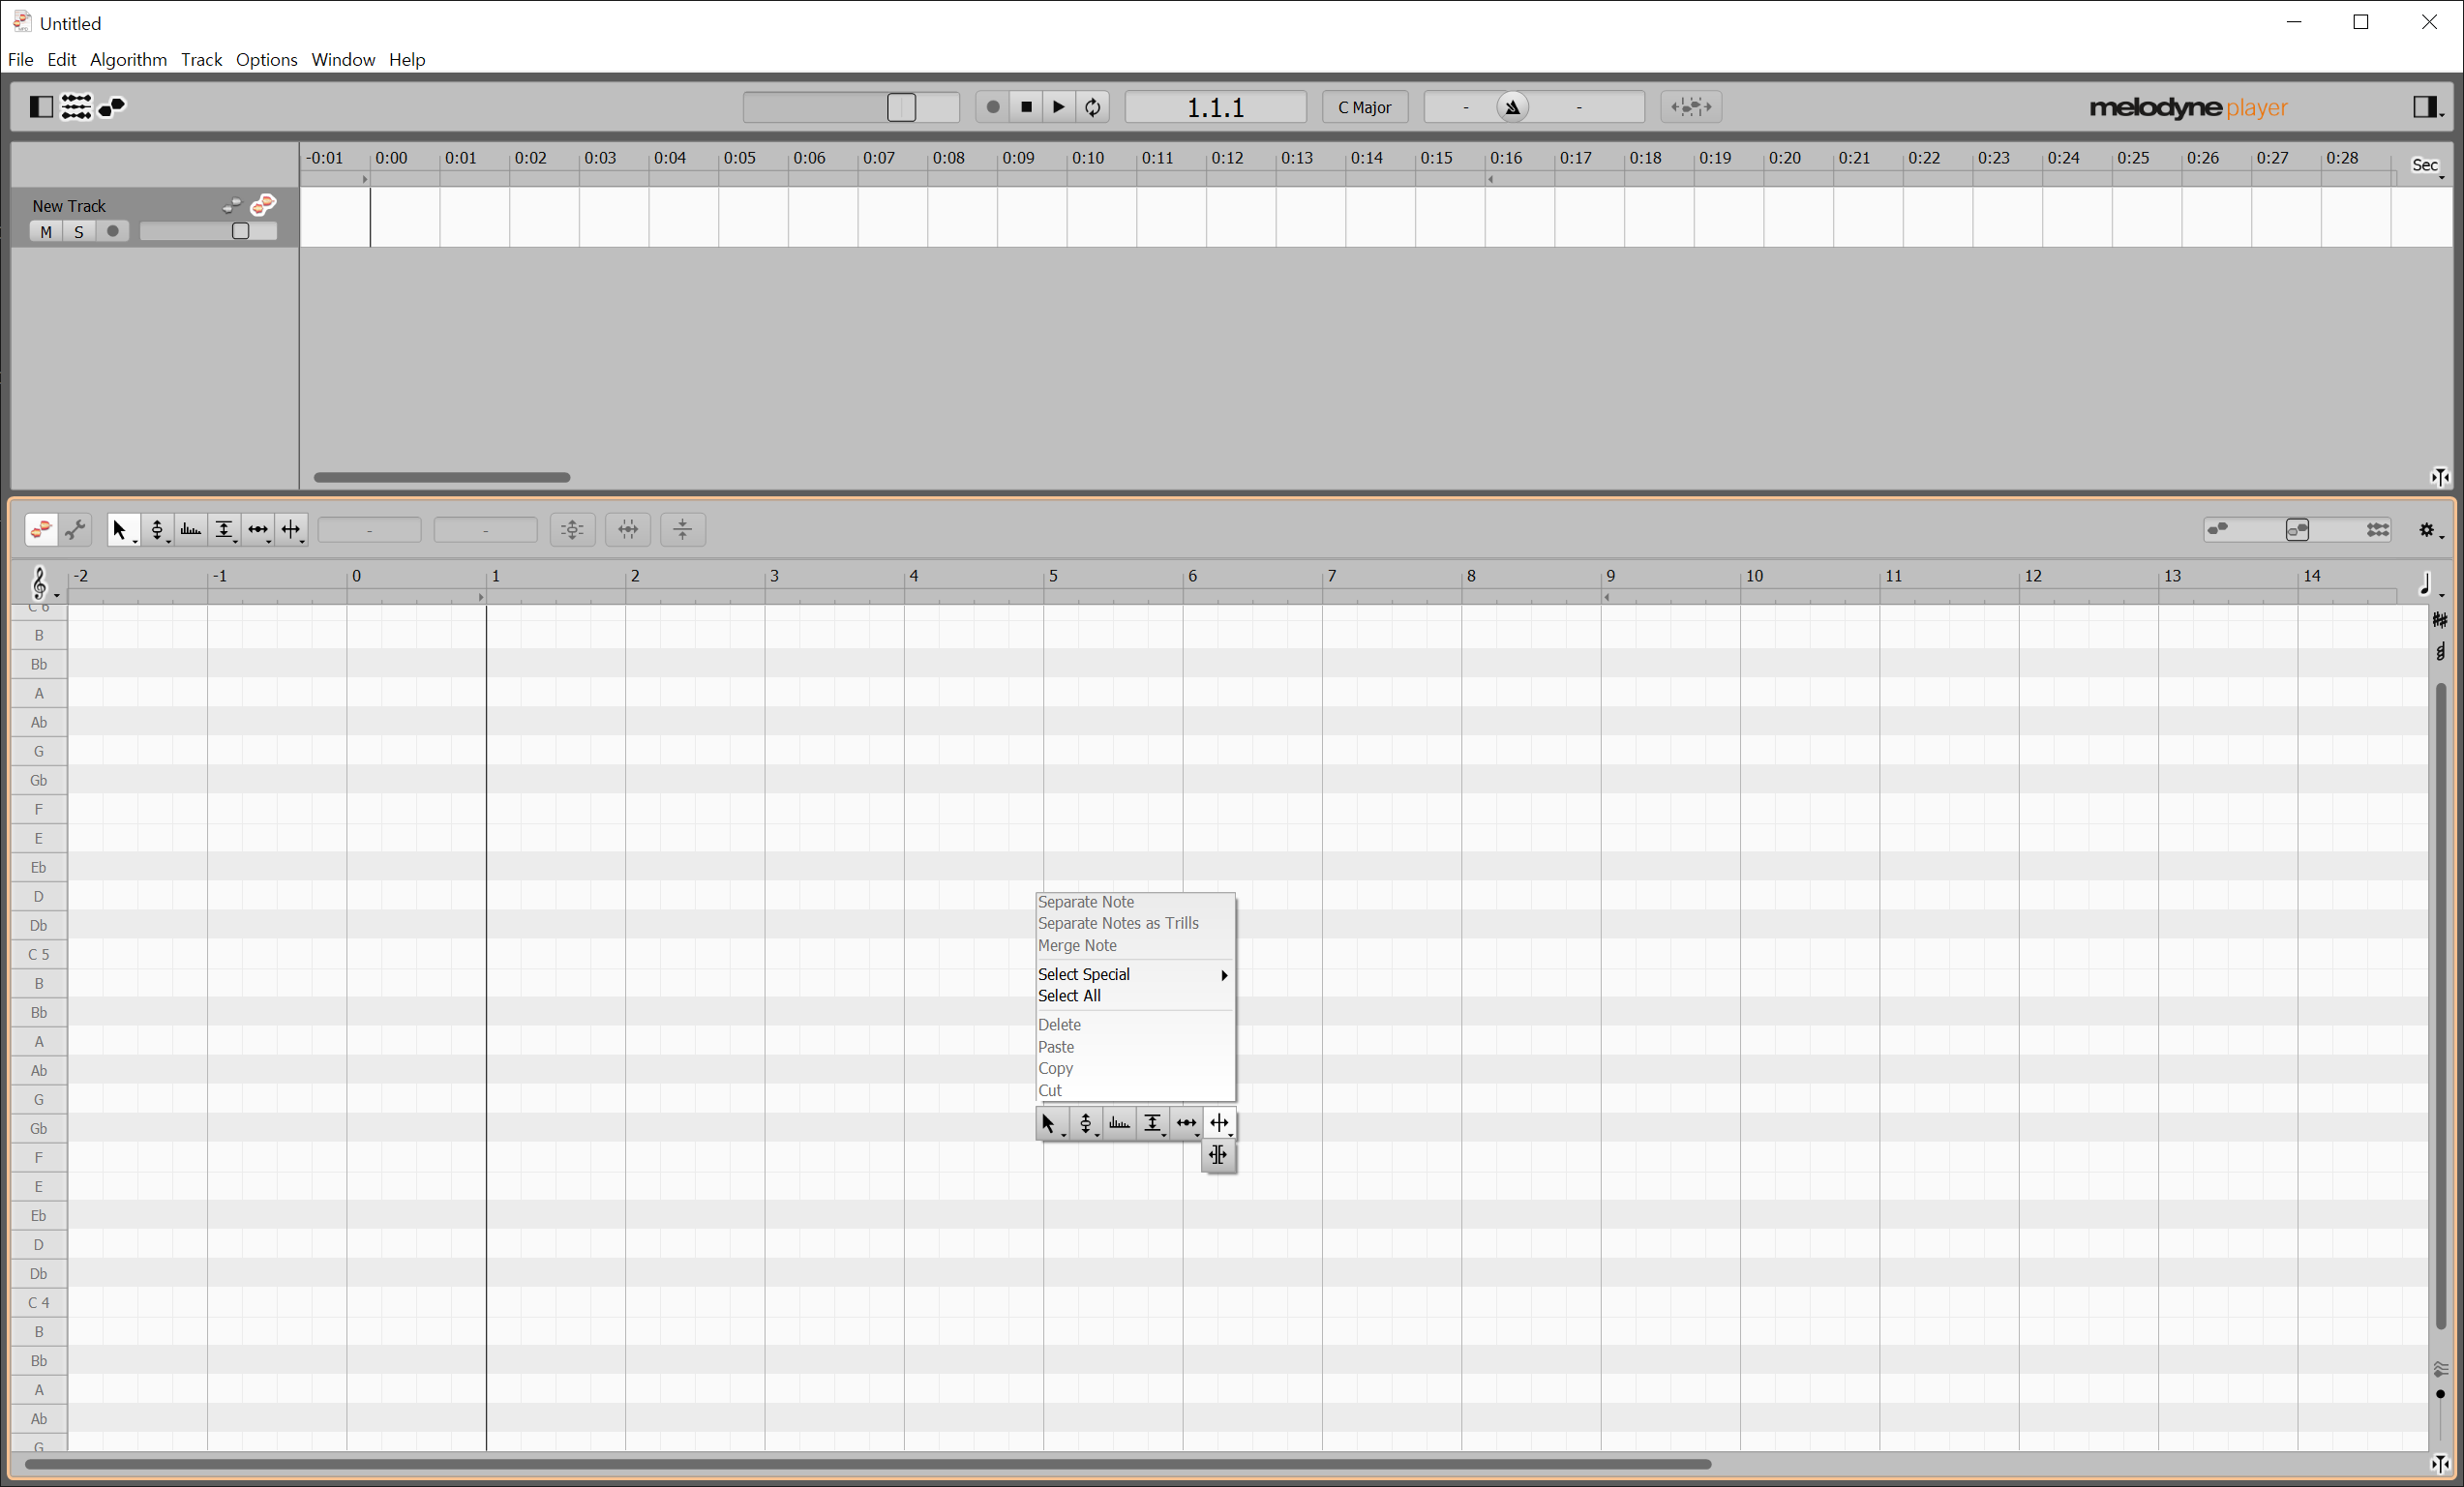 Untitled
File Edit Algorithm Track Options Window Help
1.1.1 C Major - - melodyne player
-0:01 0:00 0:01 0:02 0:03 0:04 0:05 0:06 0:07 0:08 0:09 0:10 0:11 0:12 0:13 0:14 0:15 0:16 0:17 0:18 0:19 0:20 0:21 0:22 0:23 0:24 0:25 0:26 0:27 0:28 Sec
New Track
M S
- -
-2 -1 0 1 2 3 4 5 6 7 8 9 10 11 12 13 14
C 6
B
Bb
A
Ab
G
Gb
F
E
Eb
D
Db
C 5
B
Bb
A
Ab
G
Gb
F
E
Eb
D
Db
C 4
B
Bb
A
Ab
G
Separate Note
Separate Notes as Trills
Merge Note
Select Special
Select All
Delete
Paste
Copy
Cut